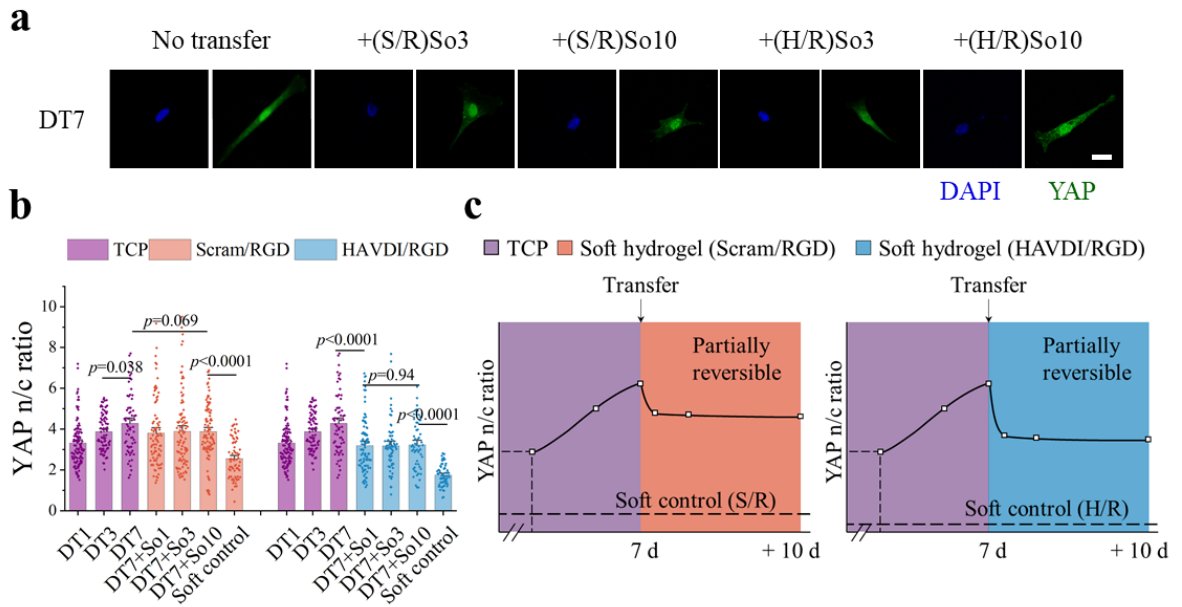 a
No transfer
+(S/R)So3
+(S/R)So10
+(H/R)So3
+(H/R)So10
DT7
DAPI
YAP
b
TCP
Scram/RGD
HAVDI/RGD
YAP n/c ratio
10
8
6
4
2
0
p=0.038
p=0.069
p<0.0001
p<0.0001
p=0.94
p<0.0001
DT1
DT3
DT7
DT7+So1
DT7+So3
DT7+So10
Soft control
DT1
DT3
DT7
DT7+So1
DT7+So3
DT7+So10
Soft control
c
TCP
Soft hydrogel (Scram/RGD)
Soft hydrogel (HAVDI/RGD)
Transfer
YAP n/c ratio
Partially
reversible
Soft control (S/R)
7 d
+ 10 d
Transfer
YAP n/c ratio
Partially
reversible
Soft control (H/R)
7 d
+ 10 d